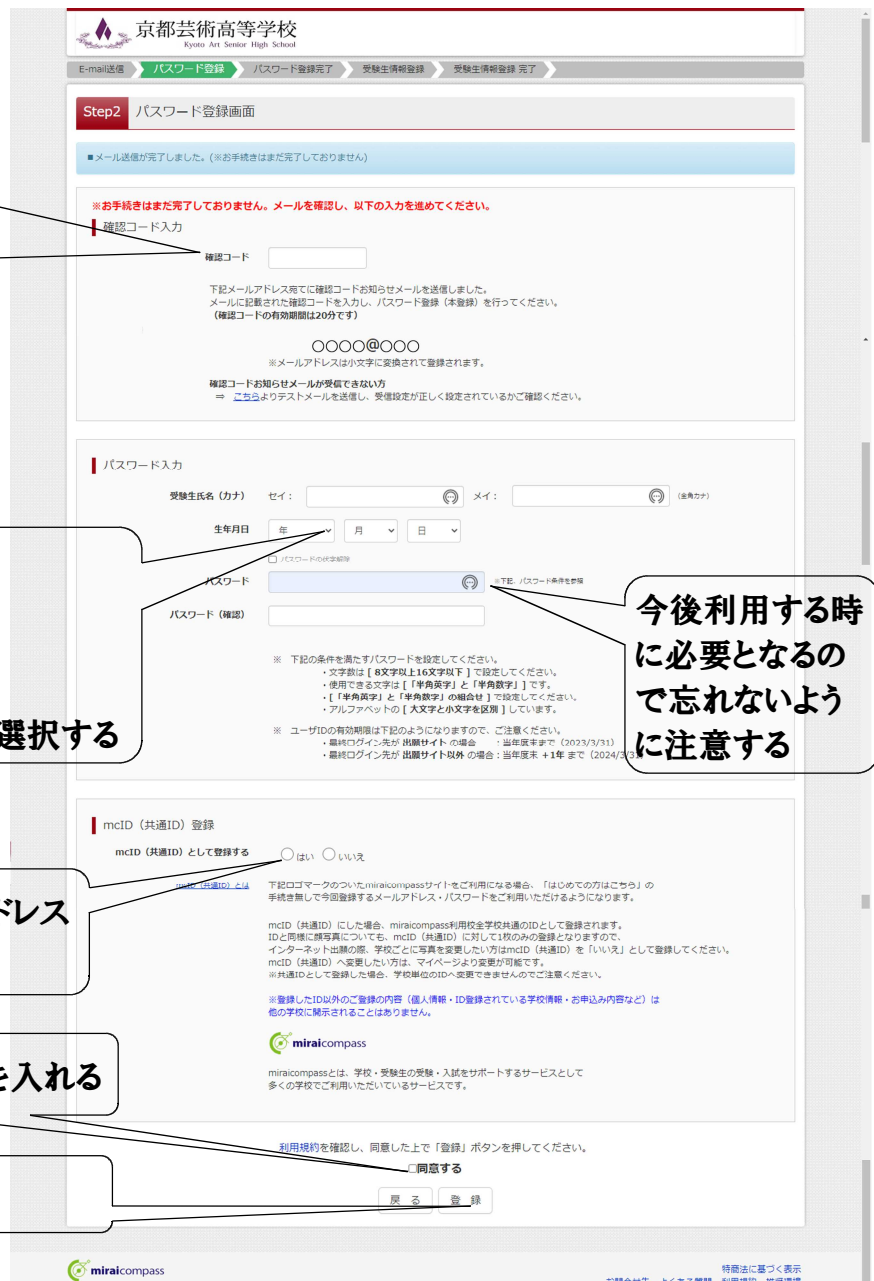 京都芸術高等学校
Kyoto Art Senior High School
E-mail送信 パスワード登録 パスワード登録完了 受験生情報登録 受験生情報登録 完了
Step2 パスワード登録画面
■メール送信が完了しました。(※お手続きはまだ完了しておりません)
※お手続きはまだ完了しておりません。メールを確認し、以下の入力を進めてください。
確認コード入力
確認コード
下記メールアドレス宛てに確認コードお知らせメールを送信しました。
メールに記載された確認コードを入力し、パスワード登録（本登録）を行ってください。
（確認コードの有効期間は20分です）
○○○○@○○○
※メールアドレスは小文字に変換されて登録されます。
確認コードお知らせメールが受信できない方
⇒ こちらよりテストメールを送信し、受信設定が正しく設定されているかご確認ください。
パスワード入力
受験生氏名（カナ） セイ： メイ： （全角カナ）
生年月日 年 月 日
パスワードの伏字解除
パスワード ※下記、パスワード条件を参照
パスワード（確認）
今後利用する時
に必要となるの
で忘れないよう
に注意する
※ 下記の条件を満たすパスワードを設定してください。
・文字数は [ 8文字以上16文字以下 ] で設定してください。
・使用できる文字は [「半角英字」と「半角数字」] です。
・[「半角英字」と「半角数字」の組合せ ] で設定してください。
・アルファベットの [ 大文字と小文字を区別 ] しています。
※ ユーザIDの有効期限は下記のようになりますので、ご注意ください。
・最終ログイン先が 出願サイト の場合 ：当年度末まで（2023/3/31）
・最終ログイン先が 出願サイト以外 の場合：当年度末 +1年 まで（2024/3/31）
選択する
mcID（共通ID）登録
mcID（共通ID）として登録する はい いいえ
mcID（共通ID）とは
下記ロゴマークのついたmiraicompassサイトをご利用になる場合、「はじめての方はこちら」の
手続き無しで今回登録するメールアドレス・パスワードをご利用いただけるようになります。
ドレス
mcID（共通ID）にした場合、miraicompass利用校全学校共通のIDとして登録されます。
IDと同様に顔写真についても、mcID（共通ID）に対して1枚のみの登録となりますので、
インターネット出願の際、学校ごとに写真を変更したい方はmcID（共通ID）を「いいえ」として登録してください。
mcID（共通ID）へ変更したい方は、マイページより変更が可能です。
※共通IDとして登録した場合、学校単位のIDへ変更できませんのでご注意ください。
※登録したID以外のご登録の内容（個人情報・ID登録されている学校情報・お申込み内容など）は
他の学校に開示されることはありません。
miraicompass
を入れる
miraicompassとは、学校・受験生の受験・入試をサポートするサービスとして
多くの学校でご利用いただいているサービスです。
利用規約を確認し、同意した上で「登録」ボタンを押してください。
□同意する
戻 る 登 録
miraicompass
特商法に基づく表示